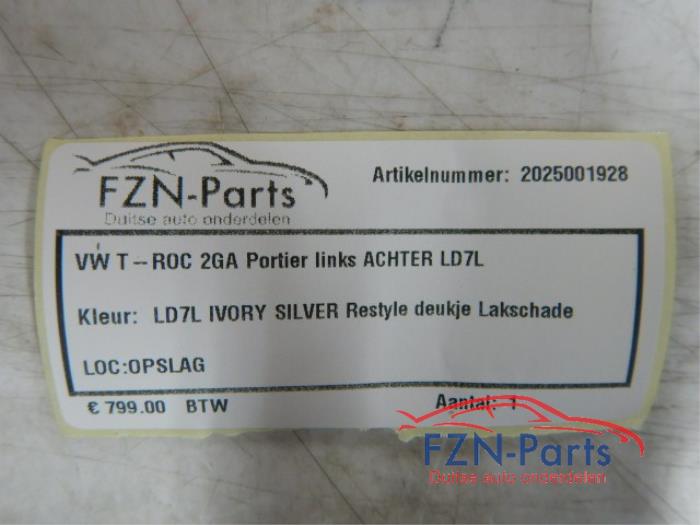 FZN-Parts
Duitse auto onderdelen
Artikelnummer: 2025001928
VW T-ROC 2GA Portier links ACHTER LD7L
Kleur: LD7L IVORY SILVER Restyle deukje Lakschade
LOC:OPSLAG
€ 799.00 BTW
Aantal: 1
FZN-Parts
Duitse auto onderdelen